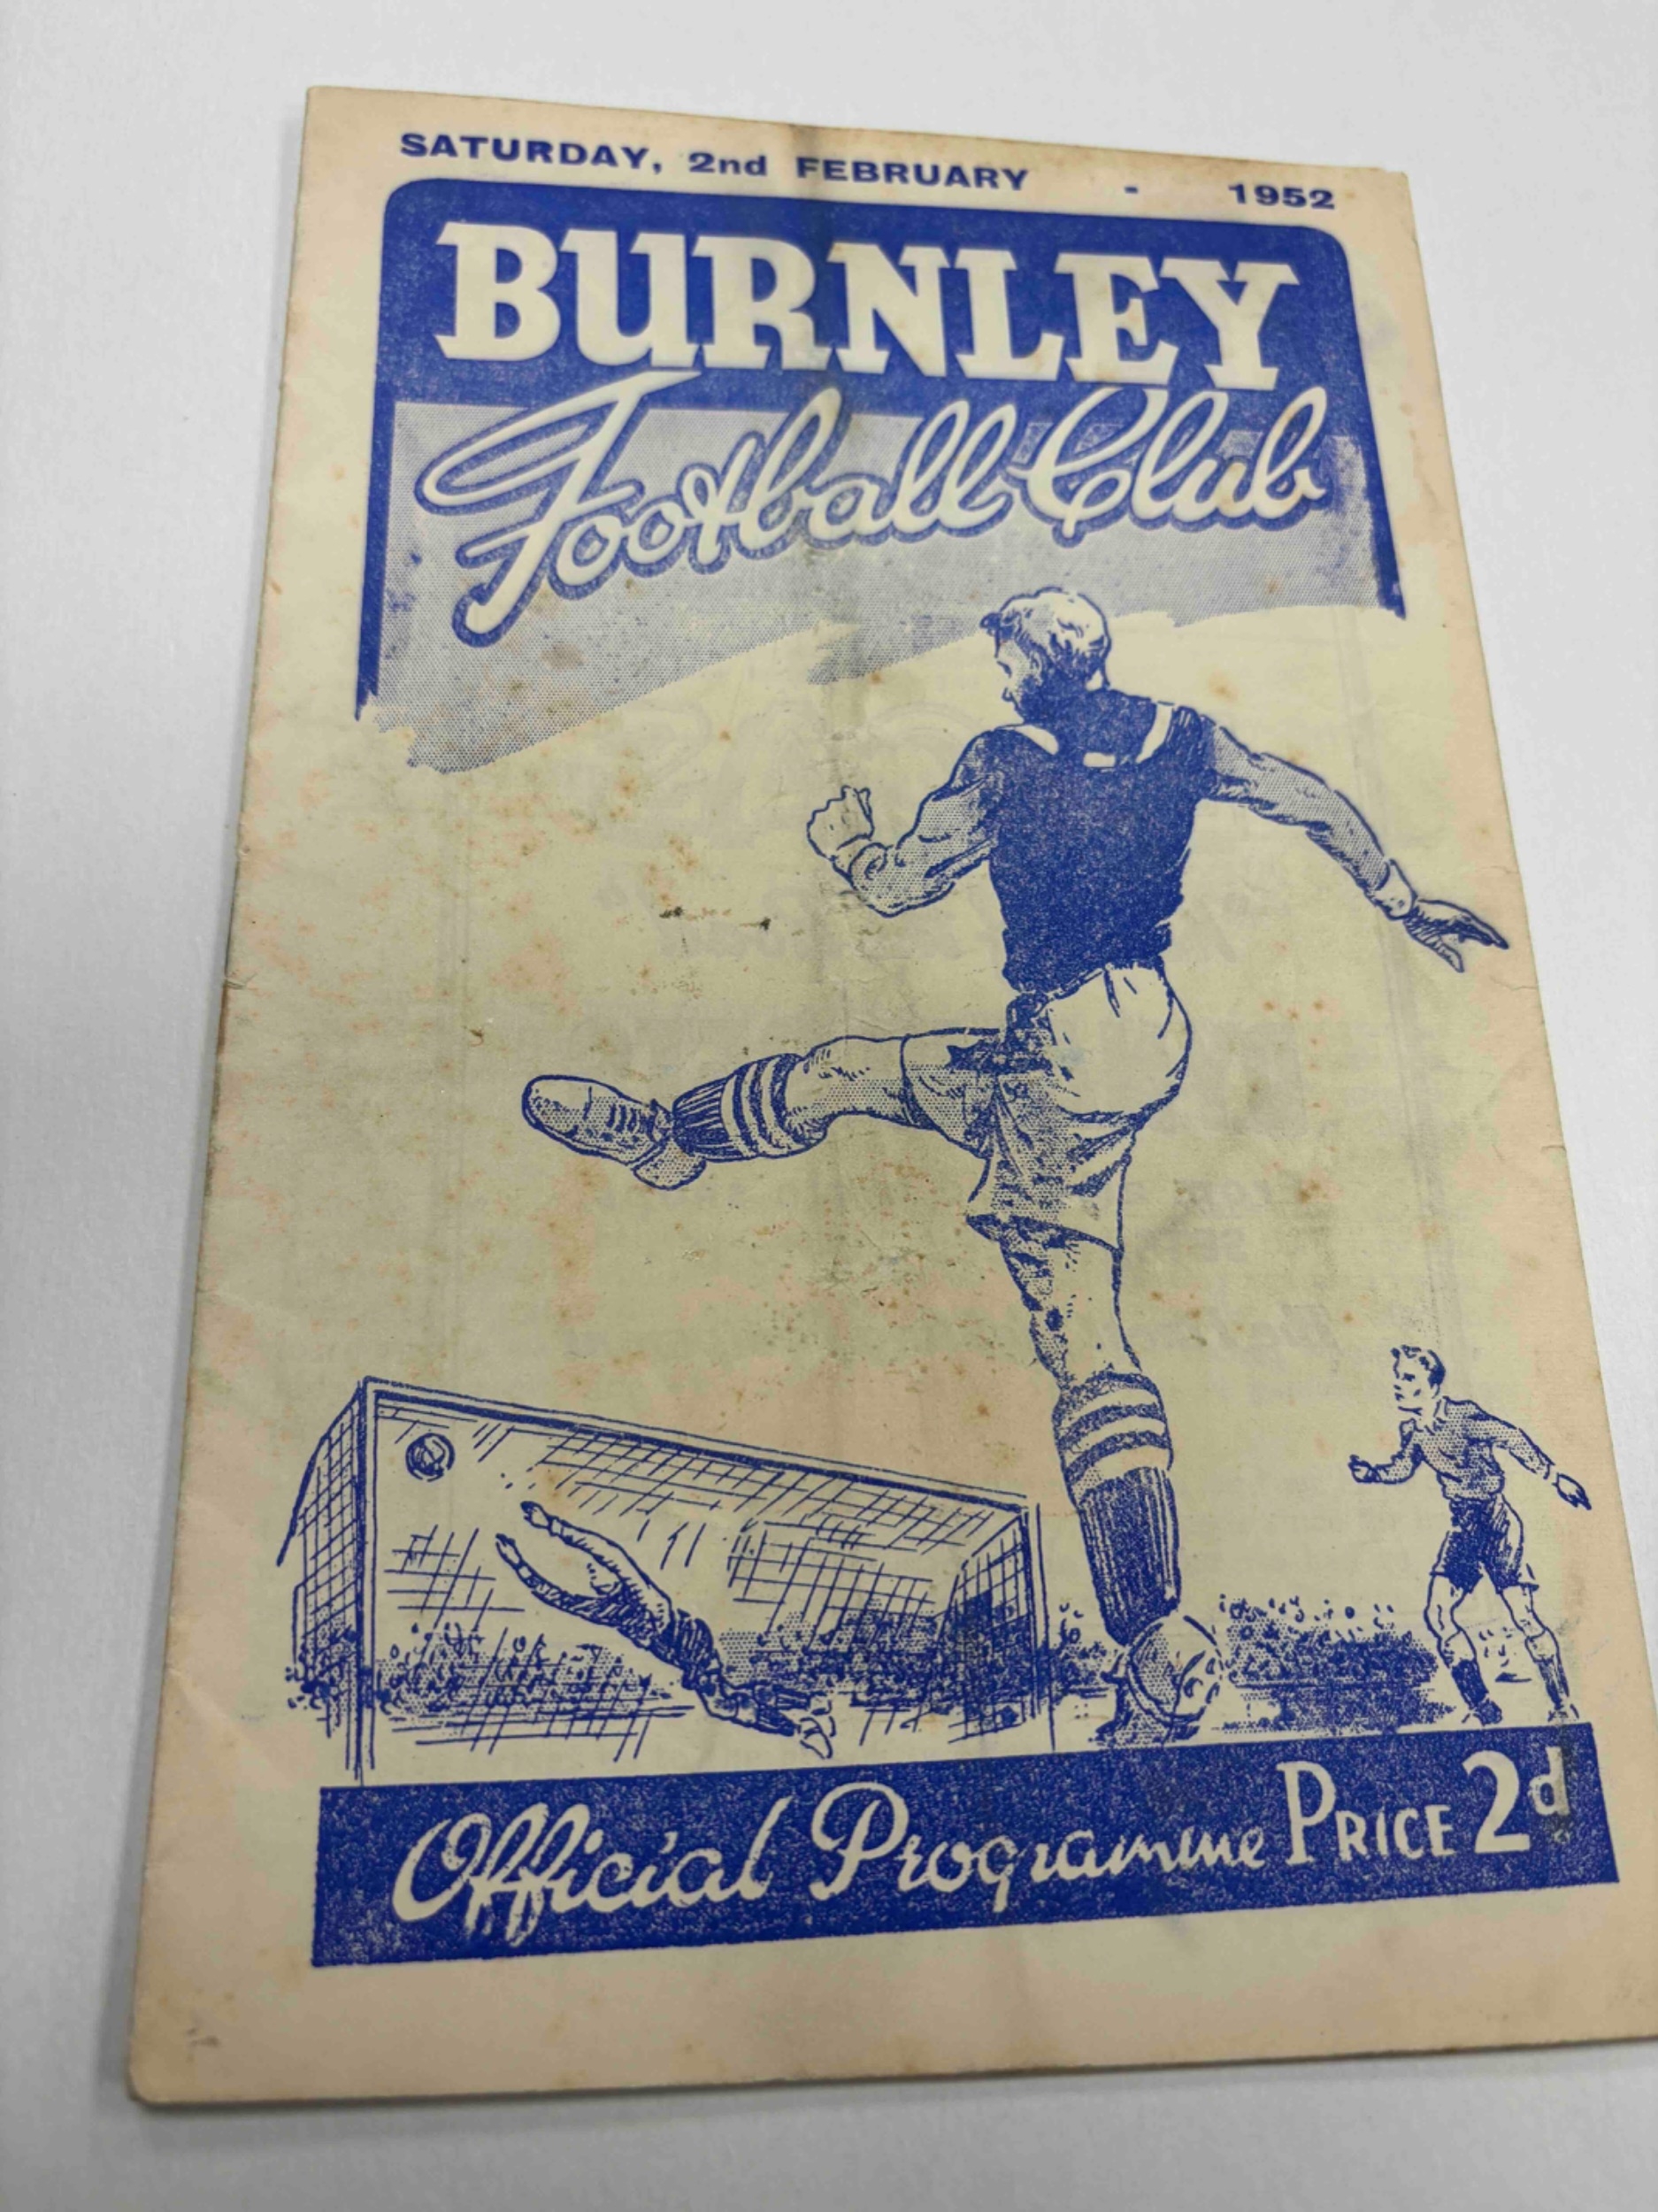 SATURDAY, 2nd FEBRUARY - 1952
BURNLEY
Football Club
Official Programme PRICE 2d